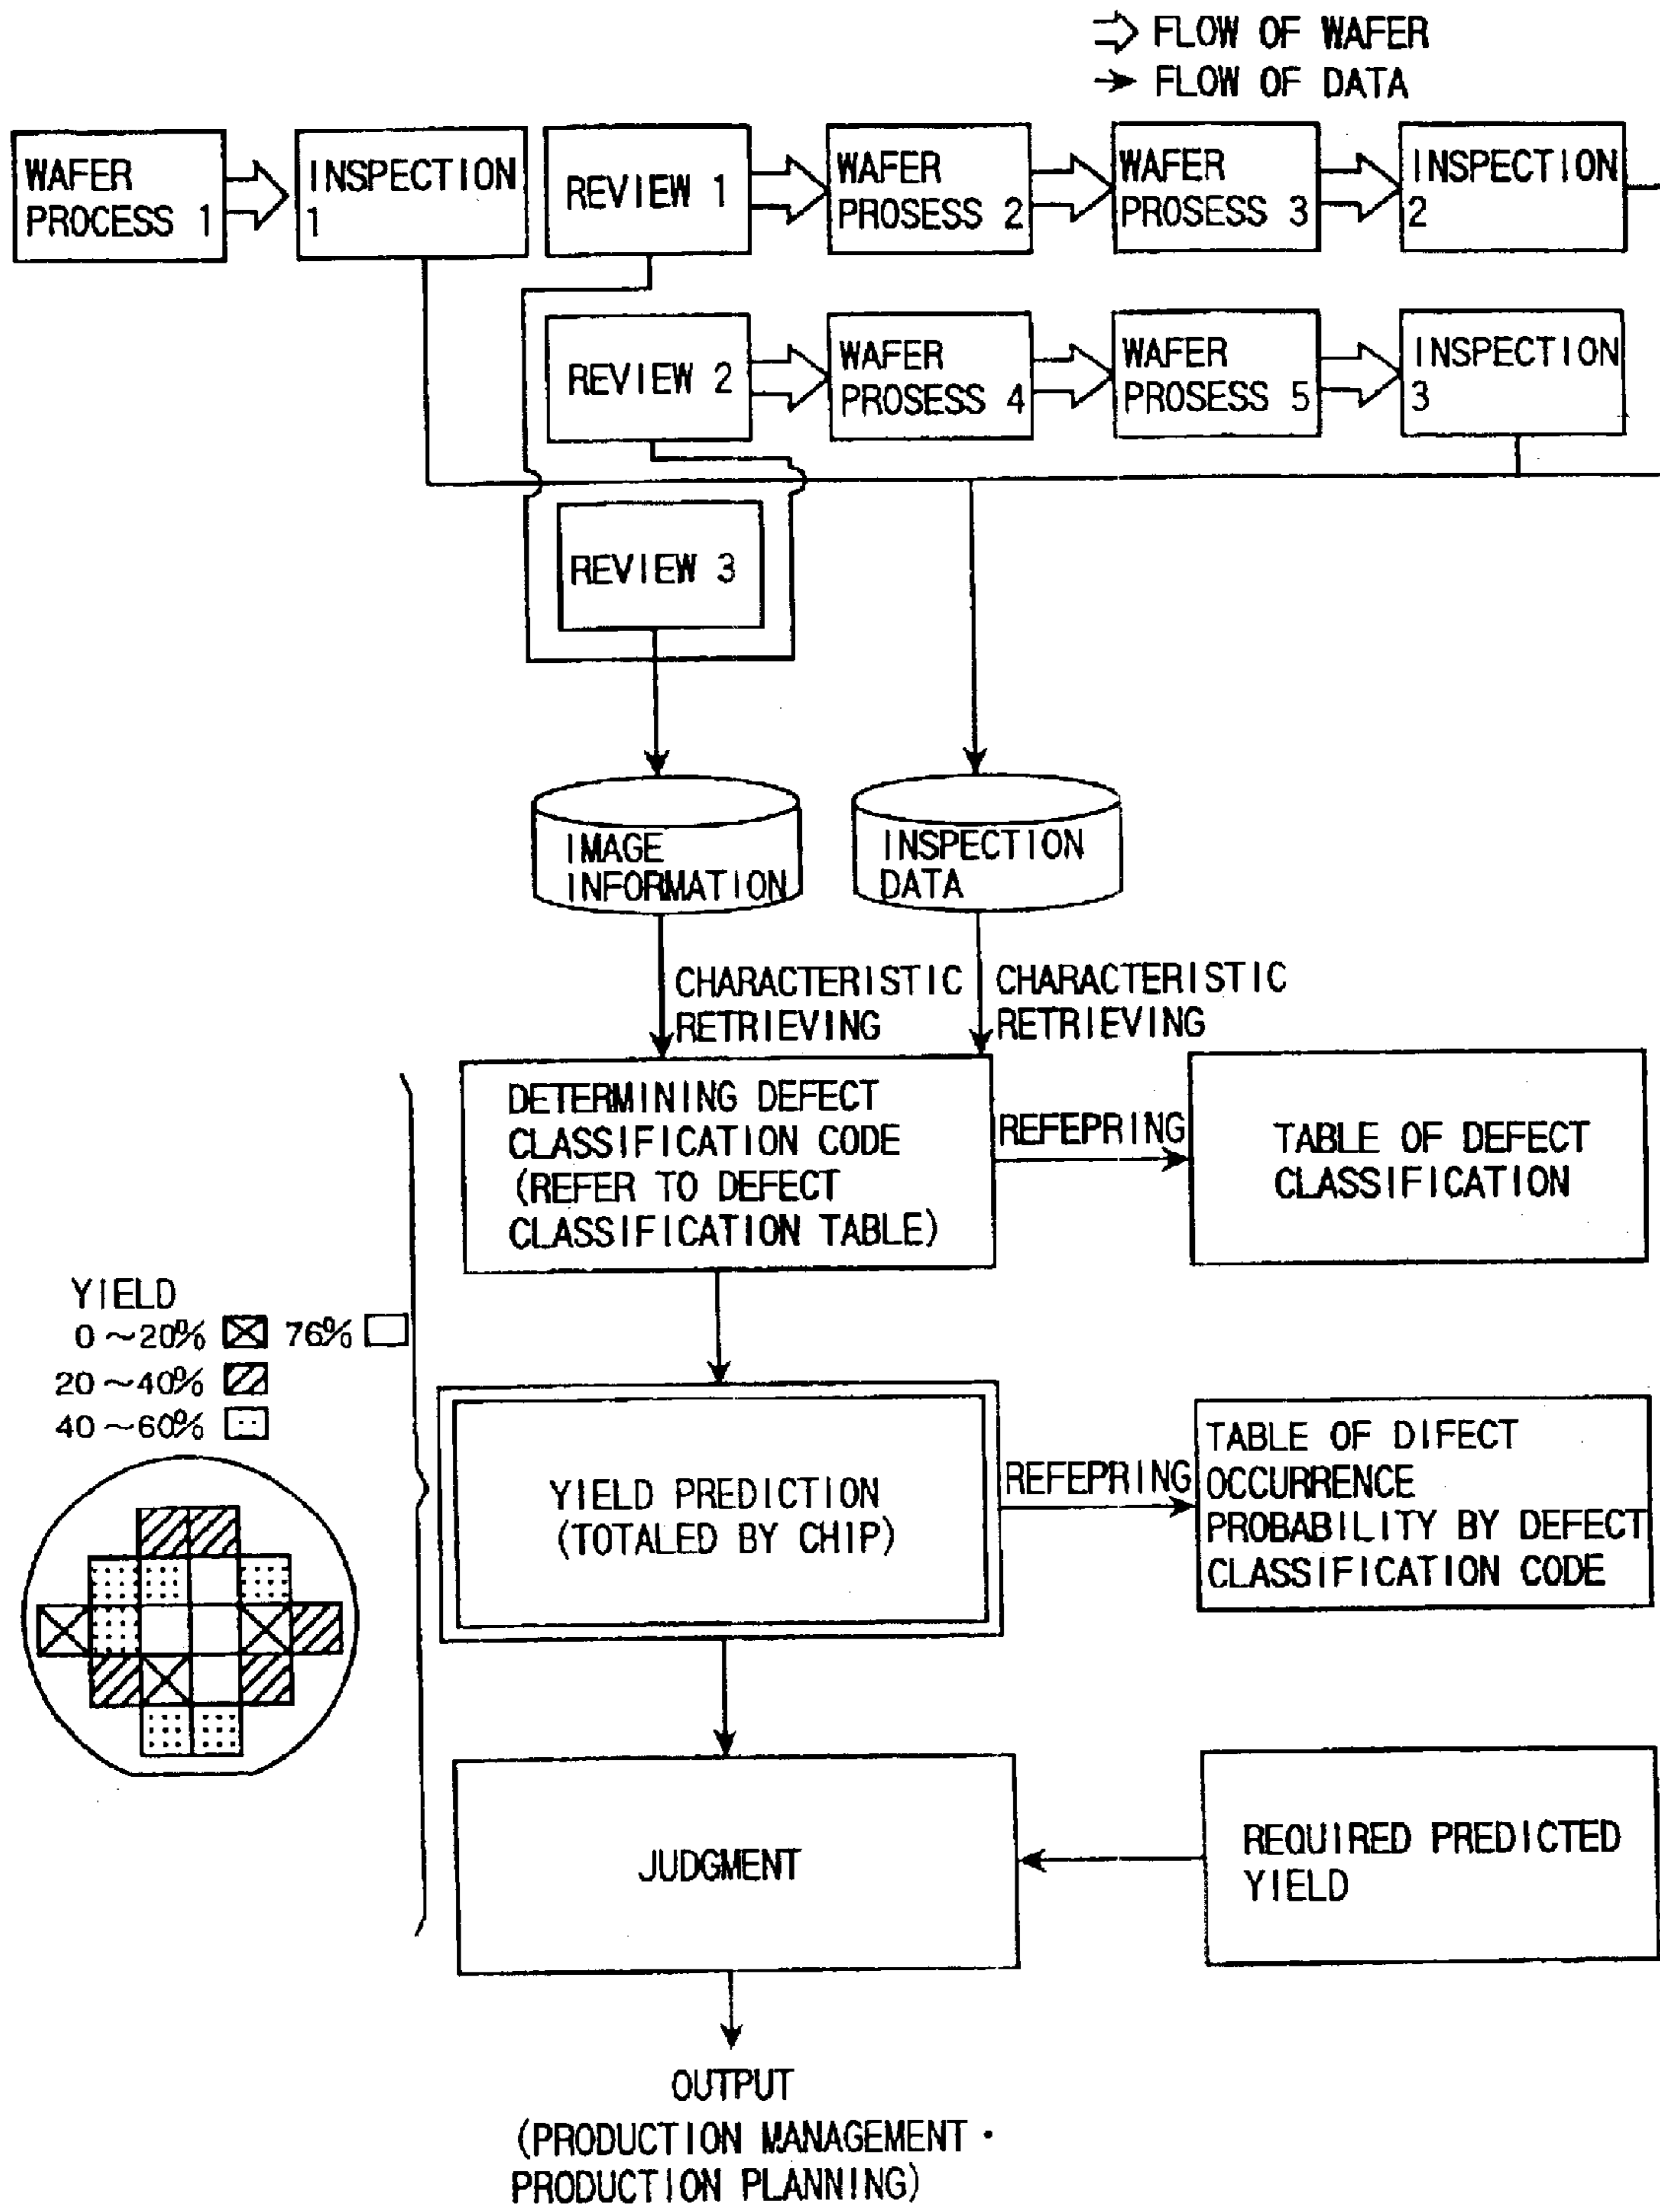 FLOW OF WAFER
FLOW OF DATA
WAFER
PROCESS 1
INSPECTION
1
REVIEW 1
WAFER
PROSESS 2
WAFER
PROSESS 3
INSPECTION
2
REVIEW 2
WAFER
PROSESS 4
WAFER
PROSESS 5
INSPECTION
3
REVIEW 3
IMAGE
INFORMATION
INSPECTION
DATA
CHARACTERISTIC
RETRIEVING
CHARACTERISTIC
RETRIEVING
DETERMINING DEFECT
CLASSIFICATION CODE
(REFER TO DEFECT
CLASSIFICATION TABLE)
REFEPRING
TABLE OF DEFECT
CLASSIFICATION
YIELD
0～20% 76%
20～40%
40～60%
YIELD PREDICTION
(TOTALED BY CHIP)
REFEPRING
TABLE OF DIFECT
OCCURRENCE
PROBABILITY BY DEFECT
CLASSIFICATION CODE
JUDGMENT
REQUIRED PREDICTED
YIELD
OUTPUT
(PRODUCTION MANAGEMENT・
PRODUCTION PLANNING)